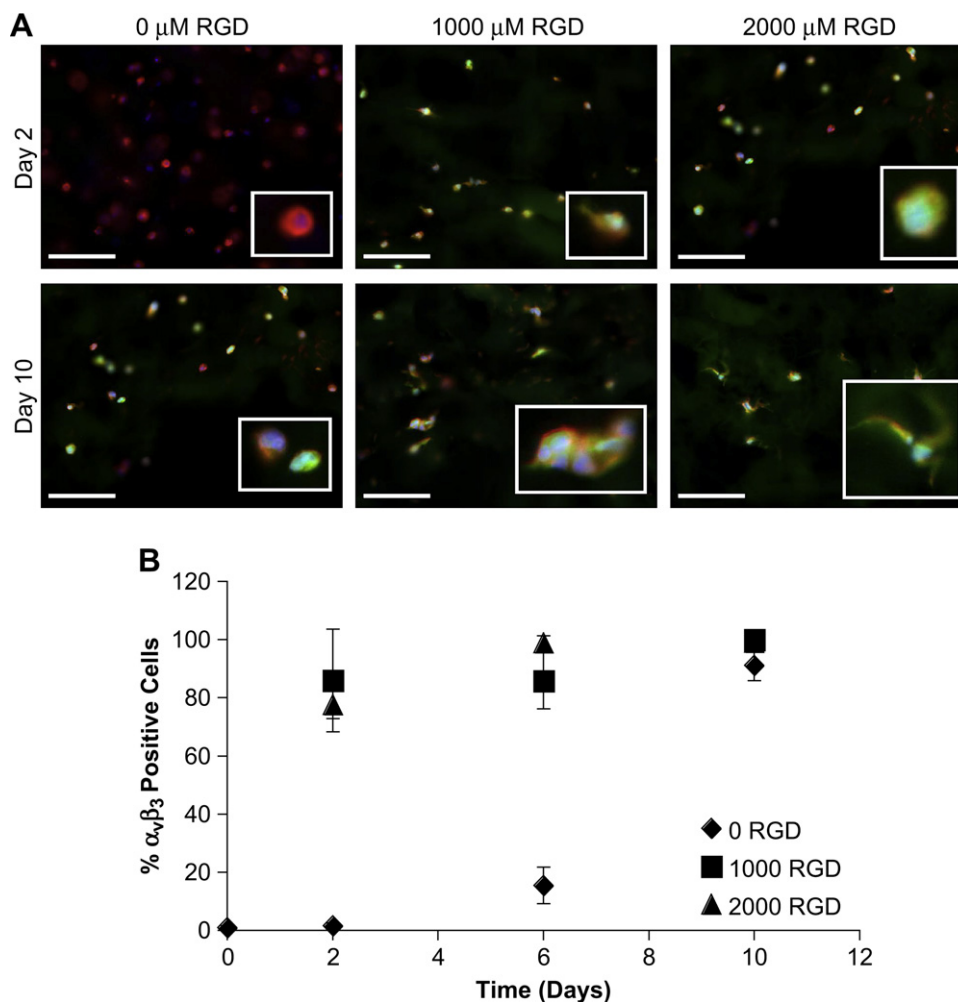 A
0 μM RGD 1000 μM RGD 2000 μM RGD
Day 2
Day 10
B
120
100
80
60
40
20
0
% αvβ3 Positive Cells
0 RGD
1000 RGD
2000 RGD
0 2 4 6 8 10 12
Time (Days)